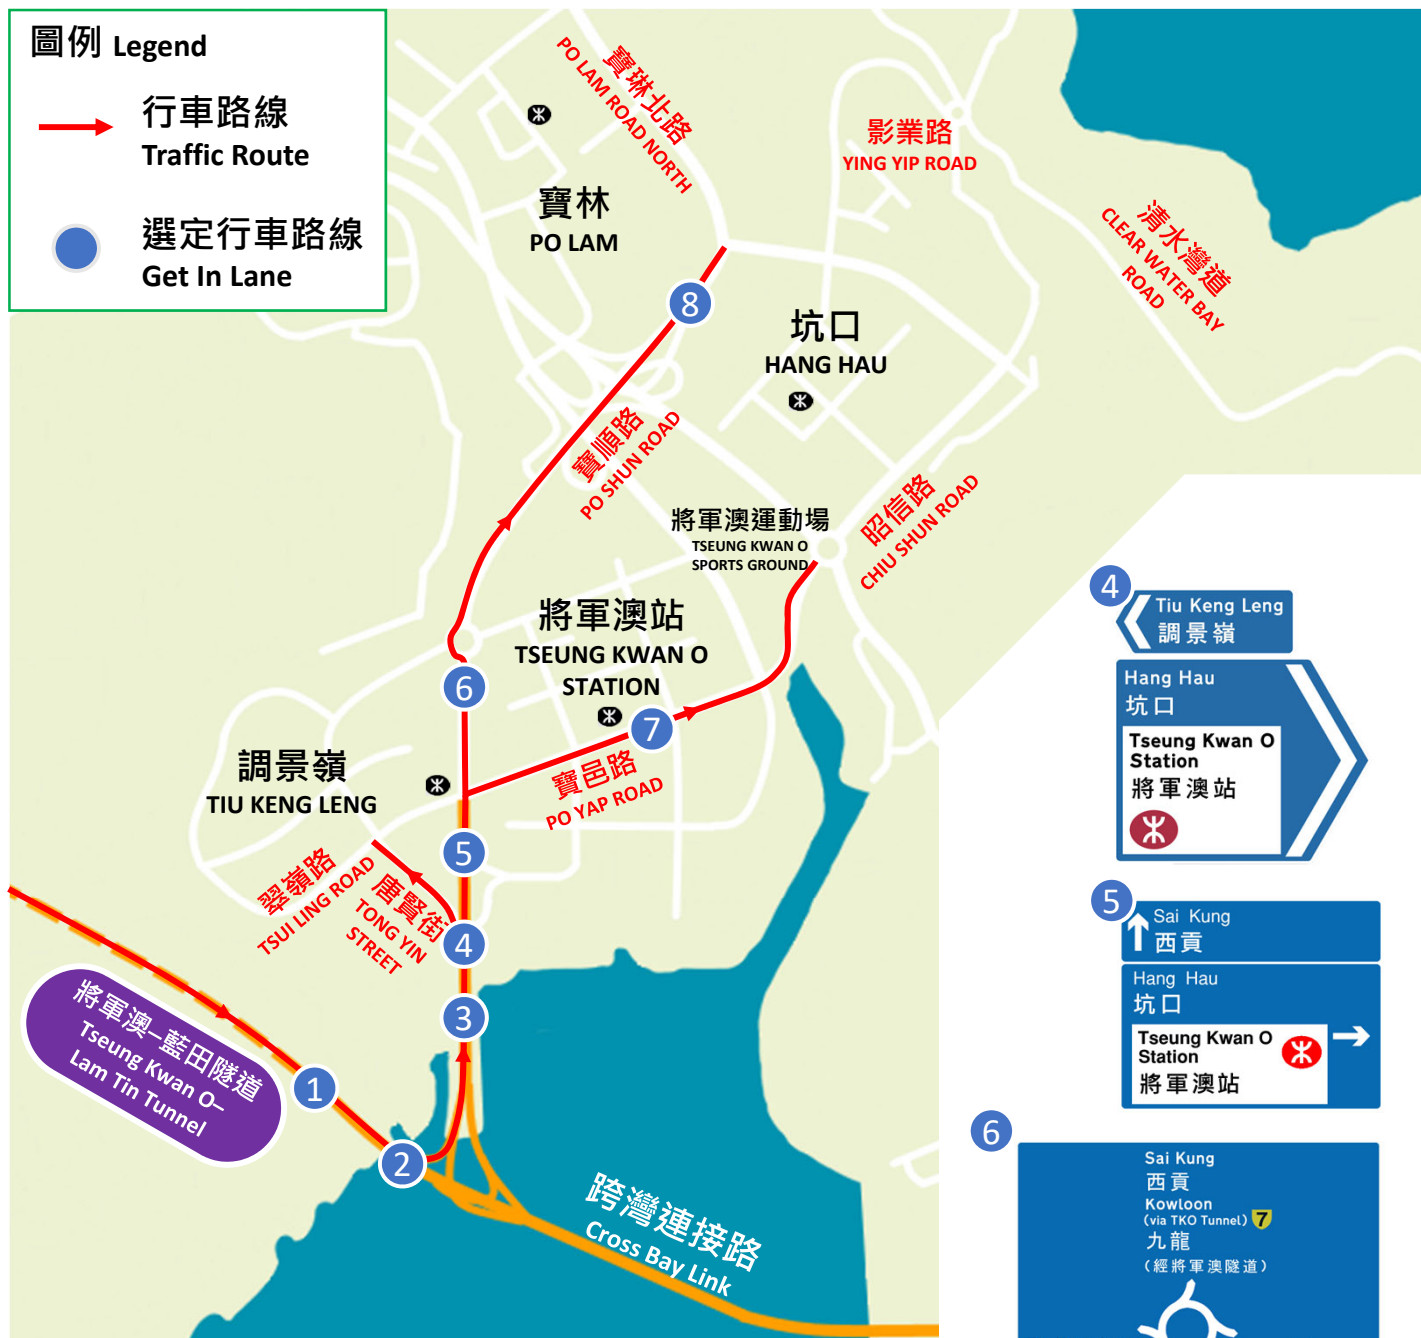 圖例 Legend
行車路線
Traffic Route
選定行車路線
Get In Lane
寶琳北路
PO LAM ROAD NORTH
影業路
YING YIP ROAD
清水灣道
CLEAR WATER BAY
ROAD
寶林
PO LAM
8
坑口
HANG HAU
寶順路
PO SHUN ROAD
昭信路
CHIU SHUN ROAD
將軍澳運動場
TSEUNG KWAN O
SPORTS GROUND
將軍澳站
TSEUNG KWAN O
STATION
6
7
調景嶺
TIU KENG LENG
寶邑路
PO YAP ROAD
5
翠嶺路
TSUI LING ROAD
唐賢街
TONG YIN
STREET
4
3
將軍澳–藍田隧道
Tseung Kwan O–
Lam Tin Tunnel
1
2
跨灣連接路
Cross Bay Link
4
Tiu Keng Leng
調景嶺
Hang Hau
坑口
Tseung Kwan O
Station
將軍澳站
5
Sai Kung
西貢
Hang Hau
坑口
Tseung Kwan O
Station
將軍澳站
6
Sai Kung
西貢
Kowloon
(via TKO Tunnel) 7
九龍
(經將軍澳隧道)